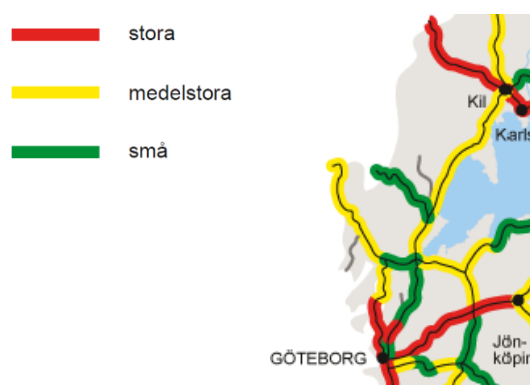 stora
medelstora
små
Kil
Karls
Jön-
köpin
GÖTEBORG